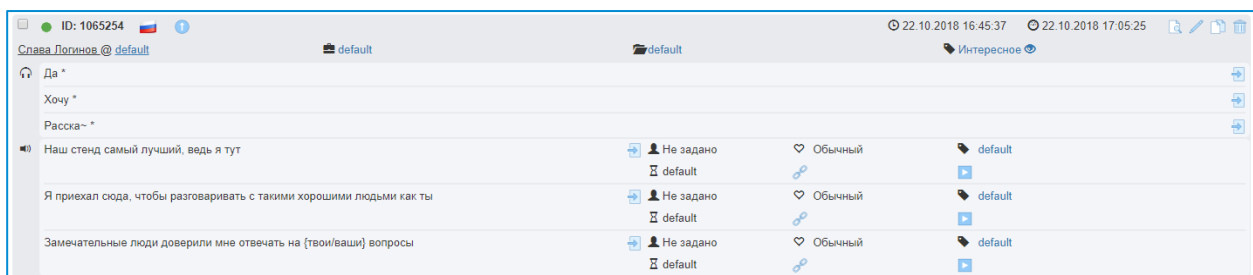 ID: 1065254 22.10.2018 16:45:37 22.10.2018 17:05:25
Слава Логинов @ default default default Интересное
Да *
Хочу *
Расска~ *
Наш стенд самый лучший, ведь я тут Не задано Обычный default
default
Я приехал сюда, чтобы разговаривать с такими хорошими людьми как ты Не задано Обычный default
default
Замечательные люди доверили мне отвечать на {твои/ваши} вопросы Не задано Обычный default
default